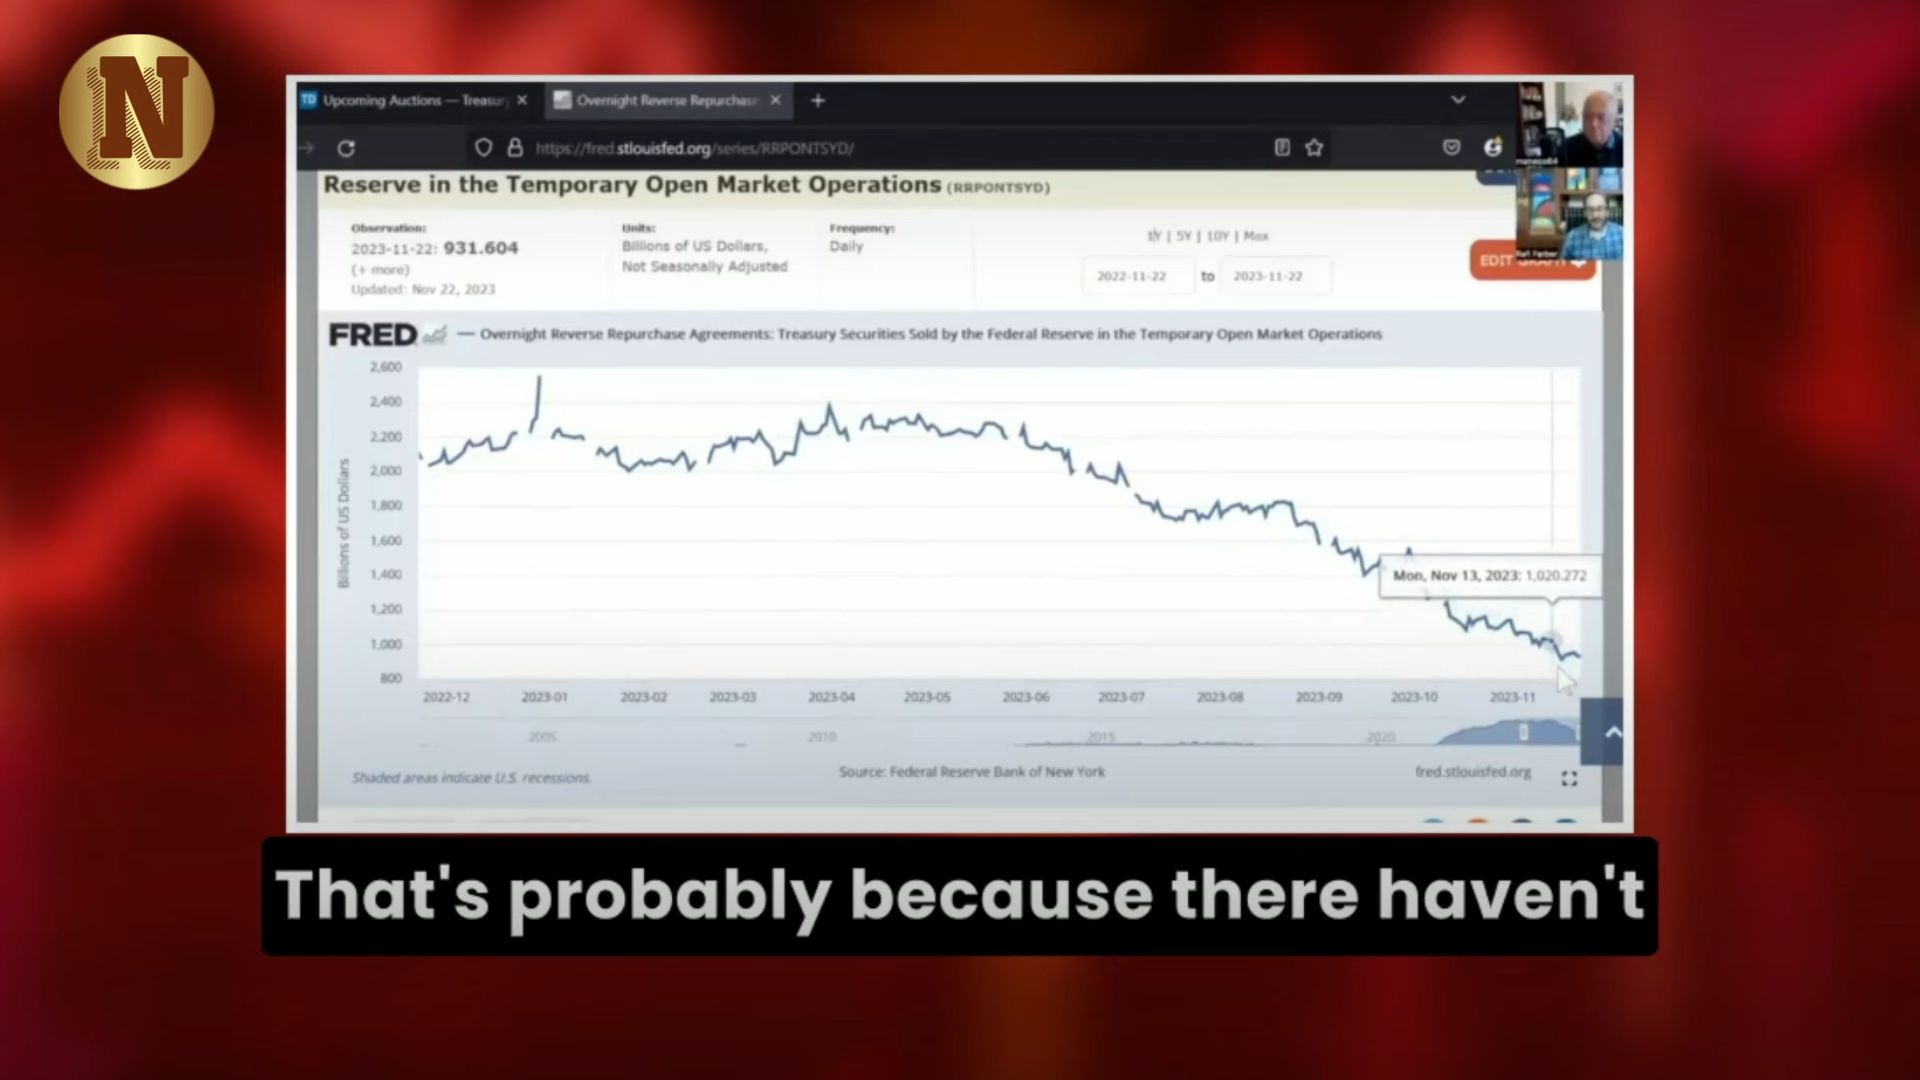 N
Upcoming Auctions — Treasur
Overnight Reverse Repurchase
https://fred.stlouisfed.org/series/RRPONTSYD/
Reserve in the Temporary Open Market Operations (RRPONTSYD)
Observation:
2023-11-22: 931.604
(+ more)
Updated: Nov 22, 2023
Units:
Billions of US Dollars,
Not Seasonally Adjusted
Frequency:
Daily
1Y | 5Y | 10Y | Max
2022-11-22 to 2023-11-22
EDIT GRAPH
maneco64
Rafi Farber
FRED
— Overnight Reverse Repurchase Agreements: Treasury Securities Sold by the Federal Reserve in the Temporary Open Market Operations
Billions of US Dollars
2,600
2,400
2,200
2,000
1,800
1,600
1,400
1,200
1,000
800
Mon, Nov 13, 2023: 1,020.272
2022-12 2023-01 2023-02 2023-03 2023-04 2023-05 2023-06 2023-07 2023-08 2023-09 2023-10 2023-11
2005 2010 2015 2020
Shaded areas indicate U.S. recessions.
Source: Federal Reserve Bank of New York
fred.stlouisfed.org
That's probably because there haven't